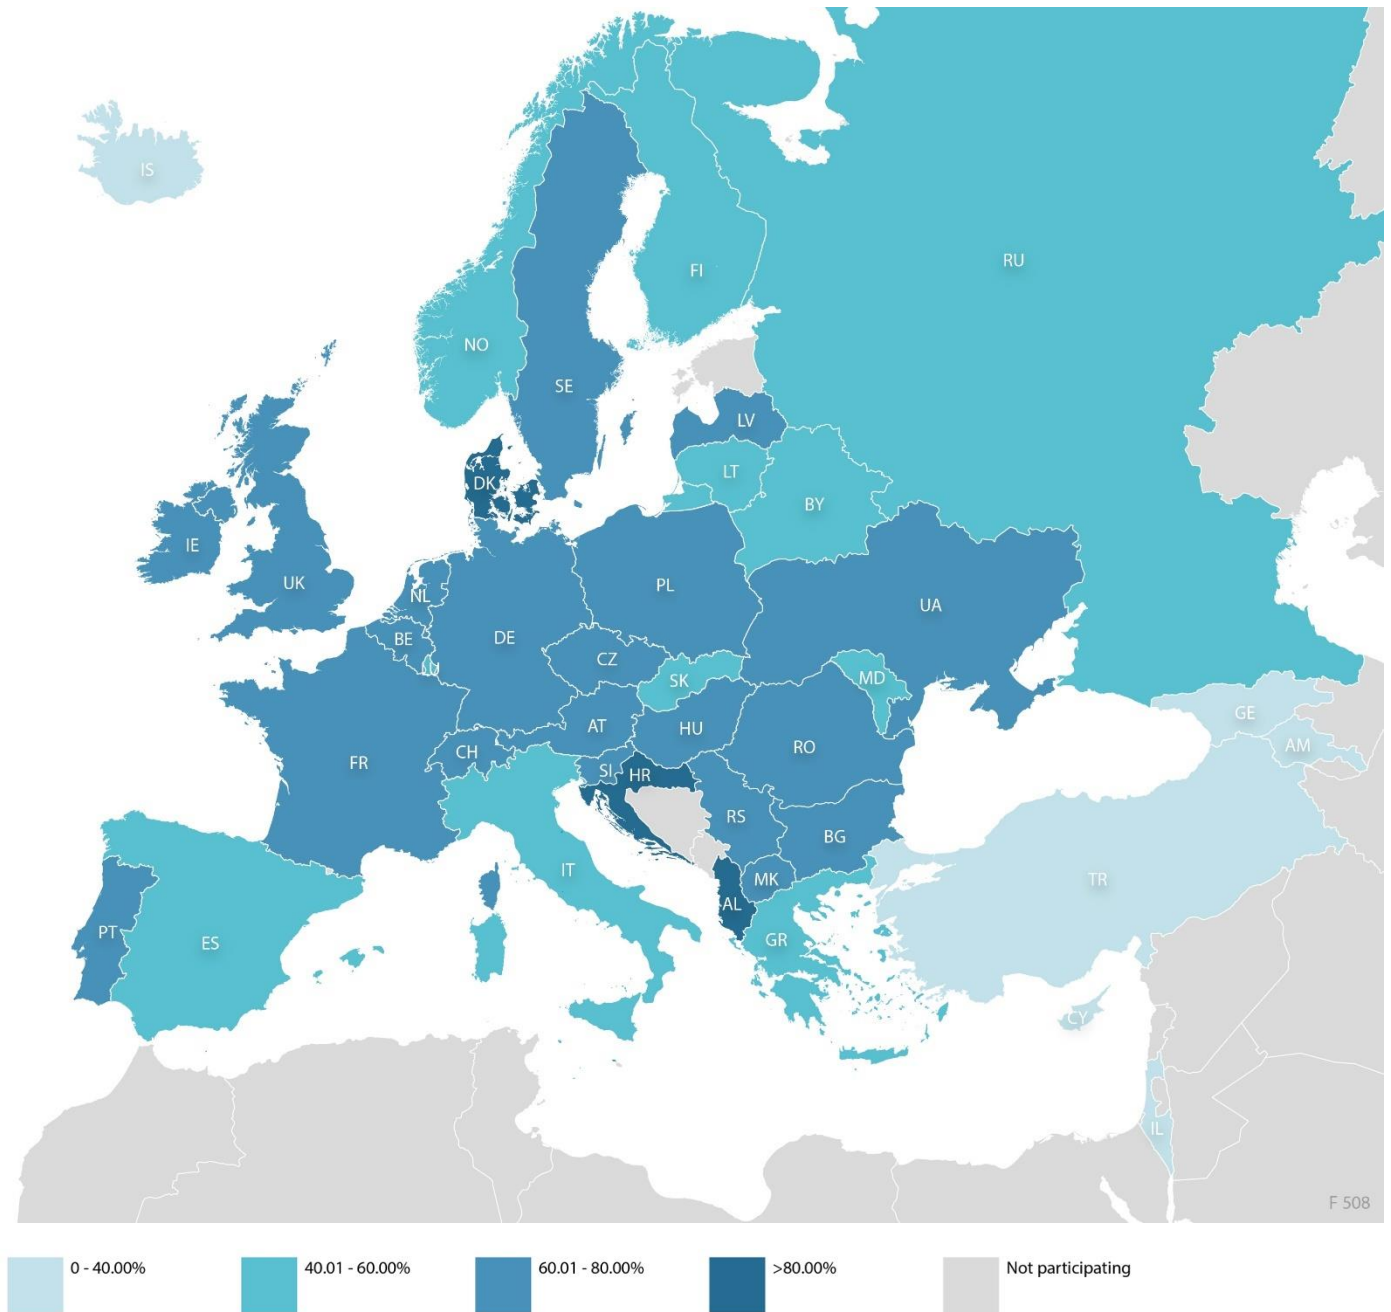 IS
RU
FI
NO
SE
LV
LT
DK
BY
IE
UK
NL
PL
UA
BE
DE
LU
CZ
SK
MD
AT
HU
GE
CH
RO
AM
FR
SI
HR
RS
BG
IT
MK
TR
AL
PT
ES
GR
CY
IL
F 508
0 - 40.00%
40.01 - 60.00%
60.01 - 80.00%
>80.00%
Not participating